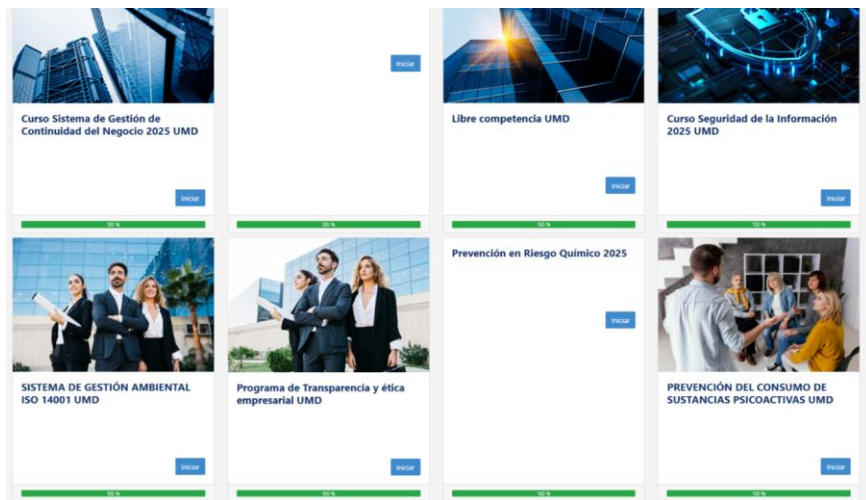 Curso Sistema de Gestión de
Continuidad del Negocio 2025 UMD
Iniciar
100 %
Iniciar
100 %
Libre competencia UMD
Iniciar
100 %
Curso Seguridad de la Información
2025 UMD
Iniciar
100 %
SISTEMA DE GESTIÓN AMBIENTAL
ISO 14001 UMD
Iniciar
100 %
Programa de Transparencia y ética
empresarial UMD
Iniciar
100 %
Prevención en Riesgo Químico 2025
Iniciar
100 %
PREVENCIÓN DEL CONSUMO DE
SUSTANCIAS PSICOACTIVAS UMD
Iniciar
100 %